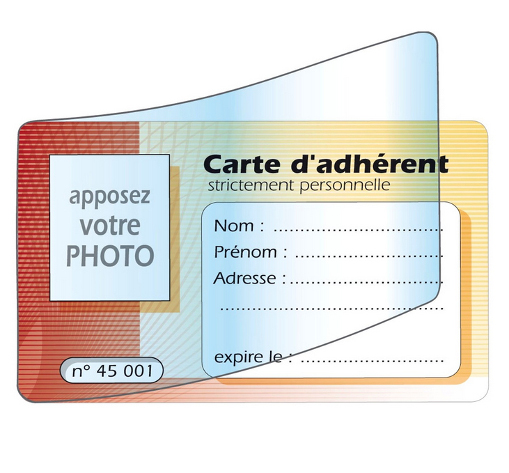 Carte d'adhérent
strictement personnelle
apposez
votre
PHOTO
Nom : ........................................
Prénom : ...................................
Adresse : ....................................
......................................................
expire le : ..................................
n° 45 001